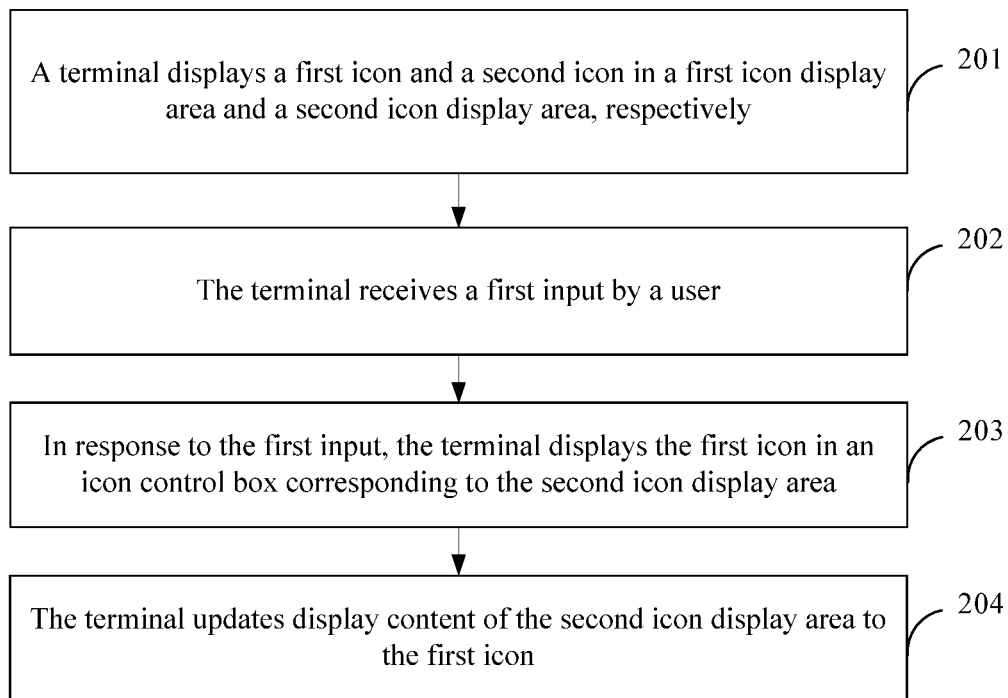 A terminal displays a first icon and a second icon in a first icon display
area and a second icon display area, respectively
201
The terminal receives a first input by a user
202
In response to the first input, the terminal displays the first icon in an
icon control box corresponding to the second icon display area
203
The terminal updates display content of the second icon display area to
the first icon
204